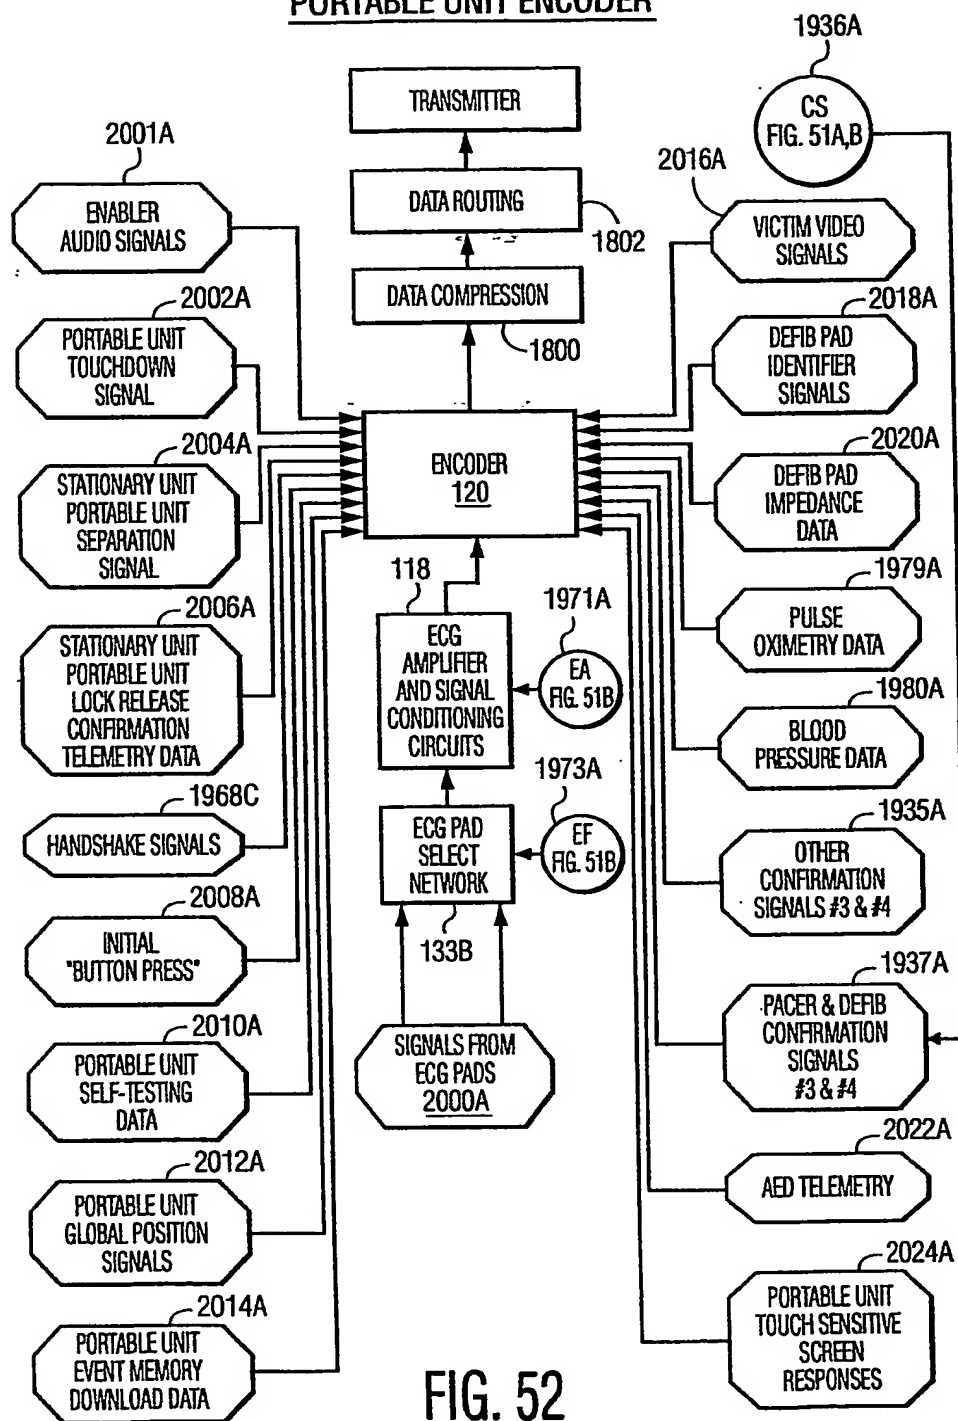 PORTABLE UNIT ENCODER
1936A
CS
FIG. 51A,B
TRANSMITTER
DATA ROUTING
1802
DATA COMPRESSION
1800
2001A
ENABLER
AUDIO SIGNALS
2002A
PORTABLE UNIT
TOUCHDOWN
SIGNAL
2004A
STATIONARY UNIT
PORTABLE UNIT
SEPARATION
SIGNAL
2006A
STATIONARY UNIT
PORTABLE UNIT
LOCK RELEASE
CONFIRMATION
TELEMETRY DATA
1968C
HANDSHAKE SIGNALS
2008A
INITIAL
"BUTTON PRESS"
2010A
PORTABLE UNIT
SELF-TESTING
DATA
2012A
PORTABLE UNIT
GLOBAL POSITION
SIGNALS
2014A
PORTABLE UNIT
EVENT MEMORY
DOWNLOAD DATA
ENCODER
120
118
ECG
AMPLIFIER
AND SIGNAL
CONDITIONING
CIRCUITS
1971A
EA
FIG. 51B
1973A
EF
FIG. 51B
ECG PAD
SELECT
NETWORK
133B
SIGNALS FROM
ECG PADS
2000A
2016A
VICTIM VIDEO
SIGNALS
2018A
DEFIB PAD
IDENTIFIER
SIGNALS
2020A
DEFIB PAD
IMPEDANCE
DATA
1979A
PULSE
OXIMETRY DATA
1980A
BLOOD
PRESSURE DATA
1935A
OTHER
CONFIRMATION
SIGNALS #3 & #4
1937A
PACER & DEFIB
CONFIRMATION
SIGNALS
#3 & #4
2022A
AED TELEMETRY
2024A
PORTABLE UNIT
TOUCH SENSITIVE
SCREEN
RESPONSES
FIG. 52